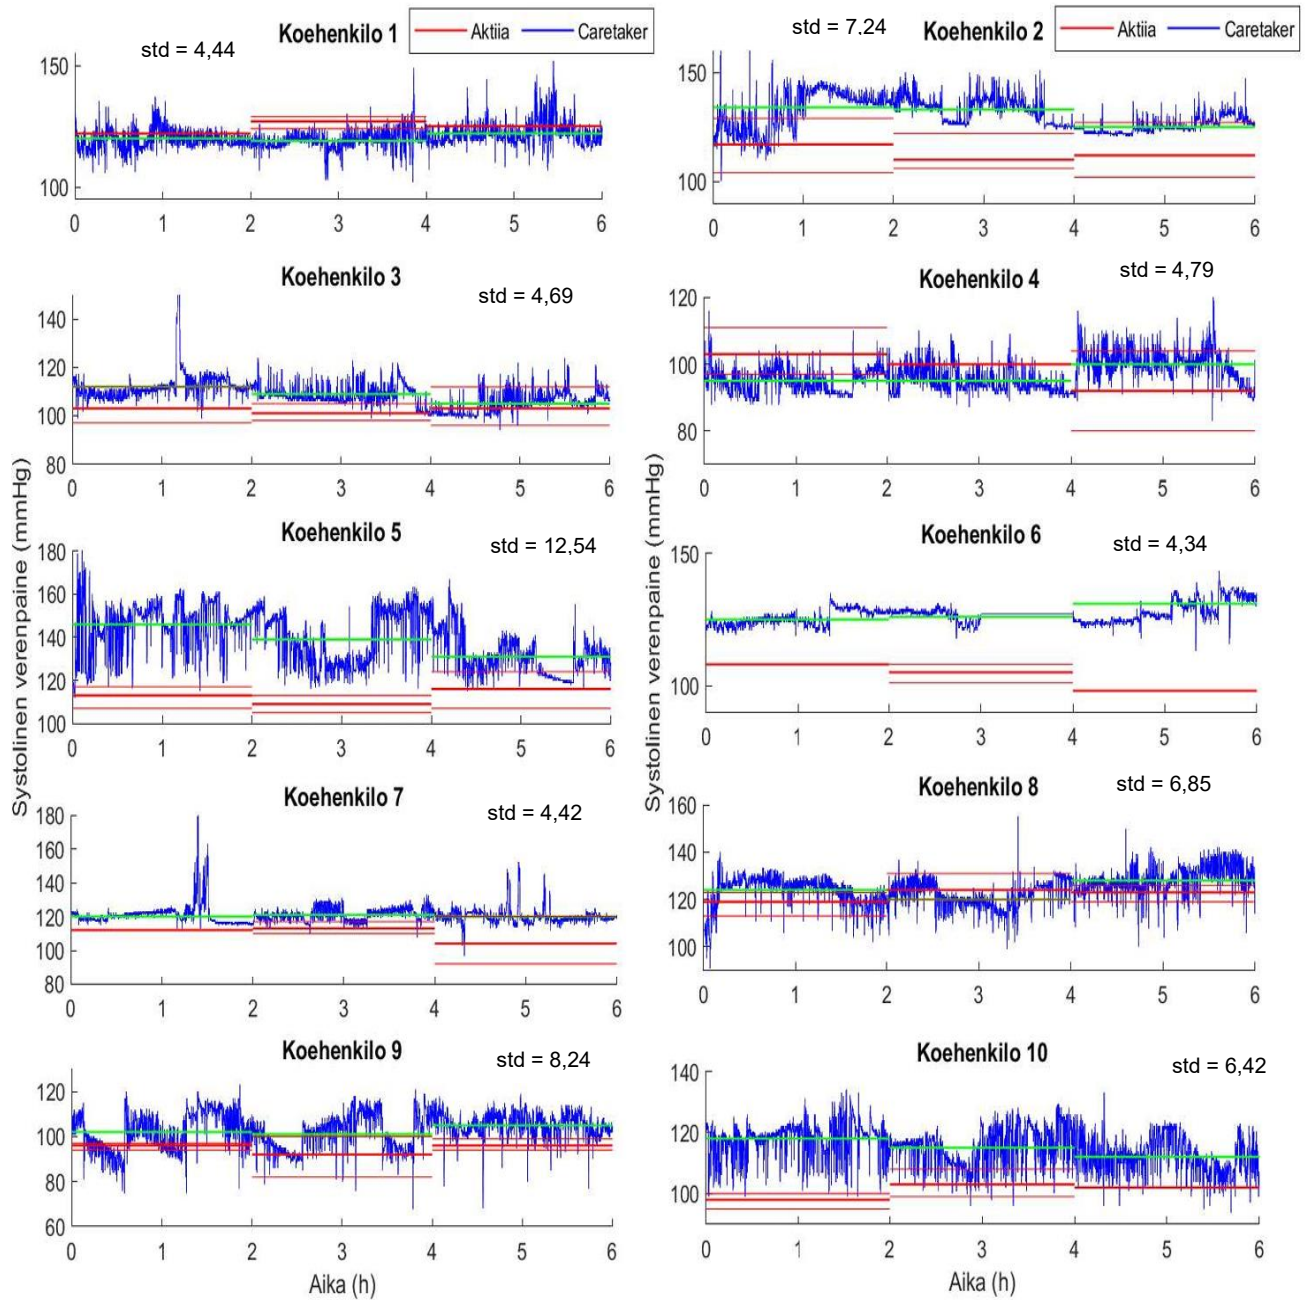 Koehenkilo 1
Aktiia
Caretaker
std = 4,44
150
100
0 1 2 3 4 5 6
Koehenkilo 2
Aktiia
Caretaker
std = 7.24
150
100
0 1 2 3 4 5 6
Koehenkilo 3
std = 4,69
140
120
100
80
0 1 2 3 4 5 6
Koehenkilo 4
std = 4,79
120
100
80
0 1 2 3 4 5 6
Systolinen verenpaine (mmHg)
Koehenkilo 5
std = 12,54
180
160
140
120
100
0 1 2 3 4 5 6
Systolinen verenpaine (mmHg)
Koehenkilo 6
std = 4,34
150
100
0 1 2 3 4 5 6
Koehenkilo 7
std = 4,42
180
160
140
120
100
80
0 1 2 3 4 5 6
Koehenkilo 8
std = 6,85
160
140
120
100
0 1 2 3 4 5 6
Koehenkilo 9
std = 8,24
120
100
80
60
0 1 2 3 4 5 6
Aika (h)
Koehenkilo 10
std = 6,42
140
120
100
0 1 2 3 4 5 6
Aika (h)